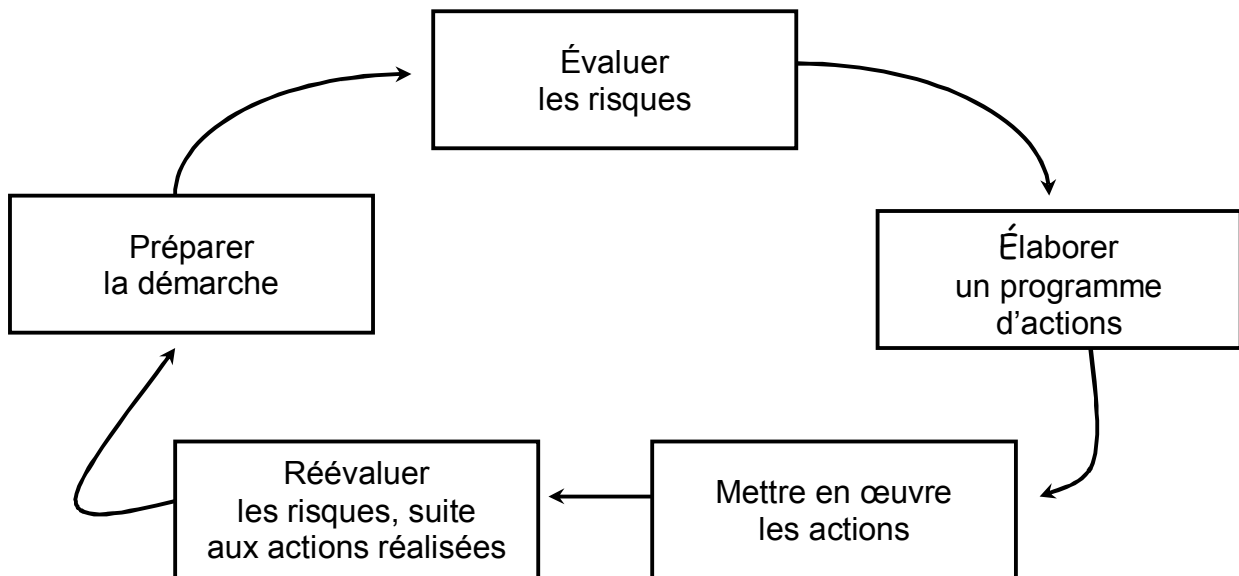 Évaluer
les risques
Préparer
la démarche
Élaborer
un programme
d’actions
Réévaluer
les risques, suite
aux actions réalisées
Mettre en œuvre
les actions